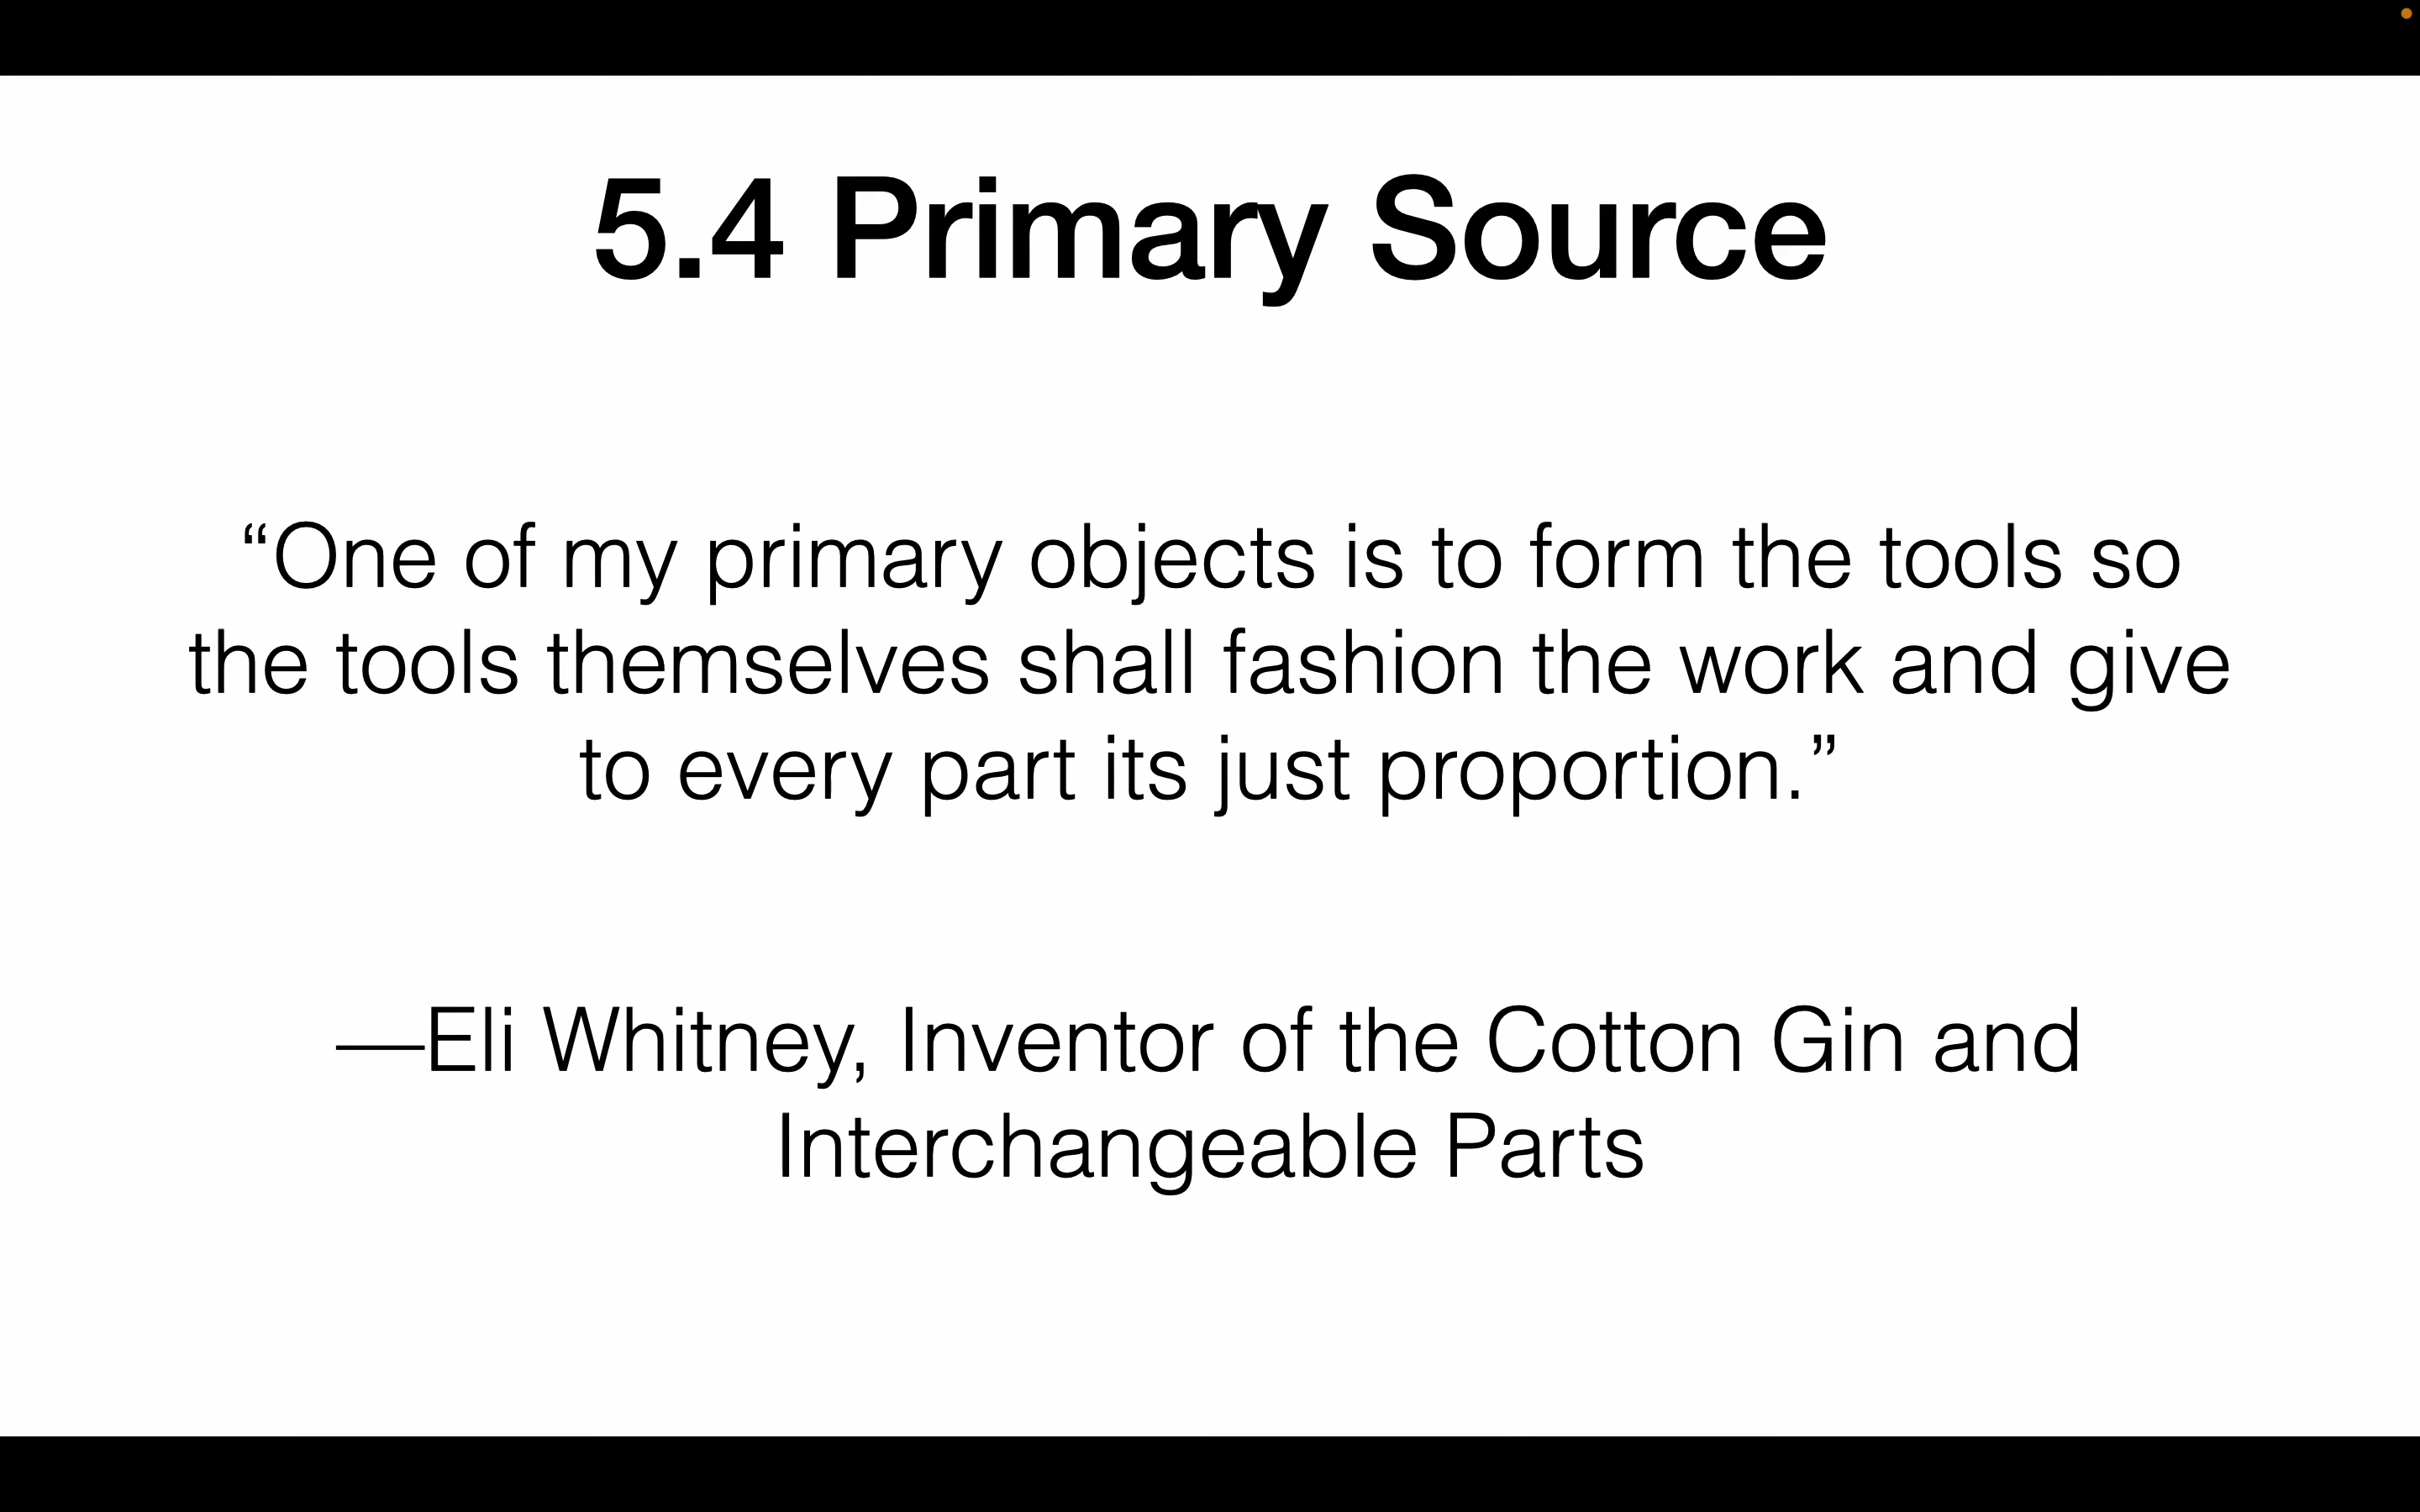 5.4 Primary Source
“One of my primary objects is to form the tools so
the tools themselves shall fashion the work and give
to every part its just proportion.”
—Eli Whitney, Inventor of the Cotton Gin and
Interchangeable Parts